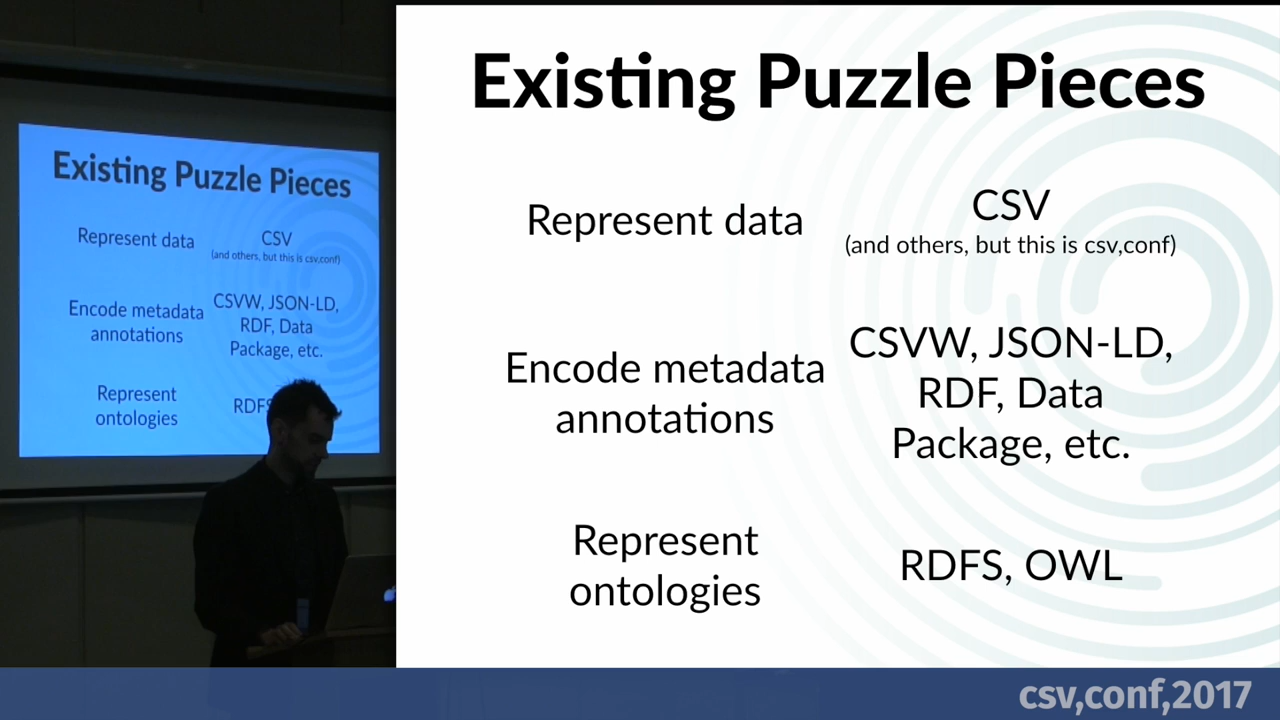 Existing Puzzle Pieces
Represent data
CSV
(and others, but this is csv,conf)
Encode metadata
annotations
CSVW, JSON-LD,
RDF, Data
Package, etc.
Represent
ontologies
RDFS
Existing Puzzle Pieces
Represent data
CSV
(and others, but this is csv,conf)
Encode metadata
annotations
CSVW, JSON-LD,
RDF, Data
Package, etc.
Represent
ontologies
RDFS, OWL
csv,conf,2017